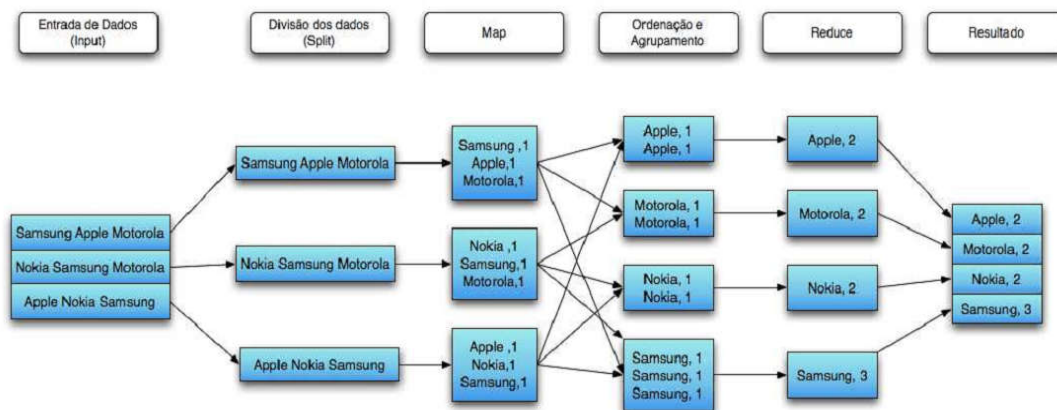 Entrada de Dados
(Input)
Divisão dos dados
(Split)
Map
Ordenação e
Agrupamento
Reduce
Resultado
Samsung Apple Motorola
Nokia Samsung Motorola
Apple Nokia Samsung
Samsung Apple Motorola
Nokia Samsung Motorola
Apple Nokia Samsung
Samsung ,1
Apple,1
Motorola,1
Nokia ,1
Samsung,1
Motorola,1
Apple ,1
Nokia,1
Samsung,1
Apple, 1
Apple, 1
Motorola, 1
Motorola, 1
Nokia, 1
Nokia, 1
Samsung, 1
Samsung, 1
Samsung, 1
Apple, 2
Motorola, 2
Nokia, 2
Samsung, 3
Apple, 2
Motorola, 2
Nokia, 2
Samsung, 3